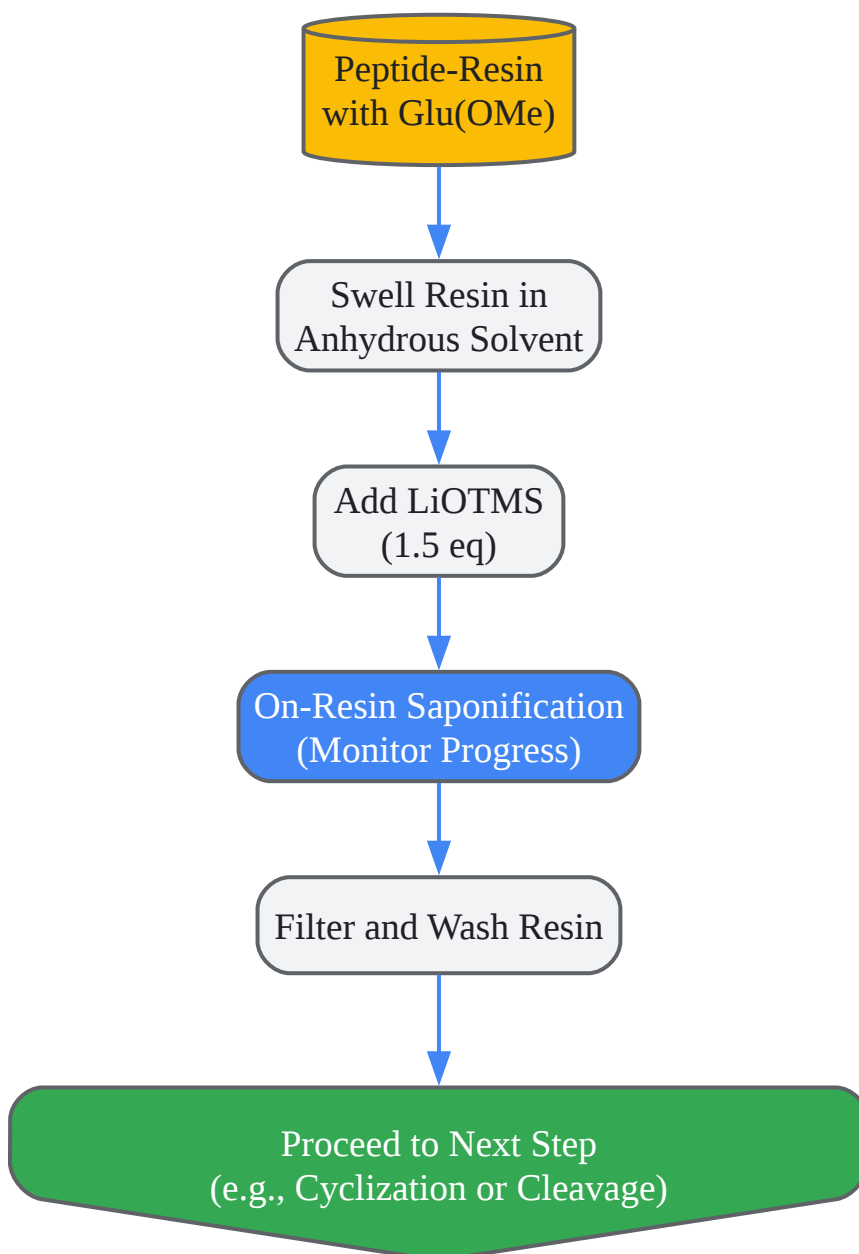 Peptide-Resin
with Glu(OMe)
Swell Resin in
Anhydrous Solvent
Add LiOTMS
(1.5 eq)
On-Resin Saponification
(Monitor Progress)
Filter and Wash Resin
Proceed to Next Step
(e.g., Cyclization or Cleavage)